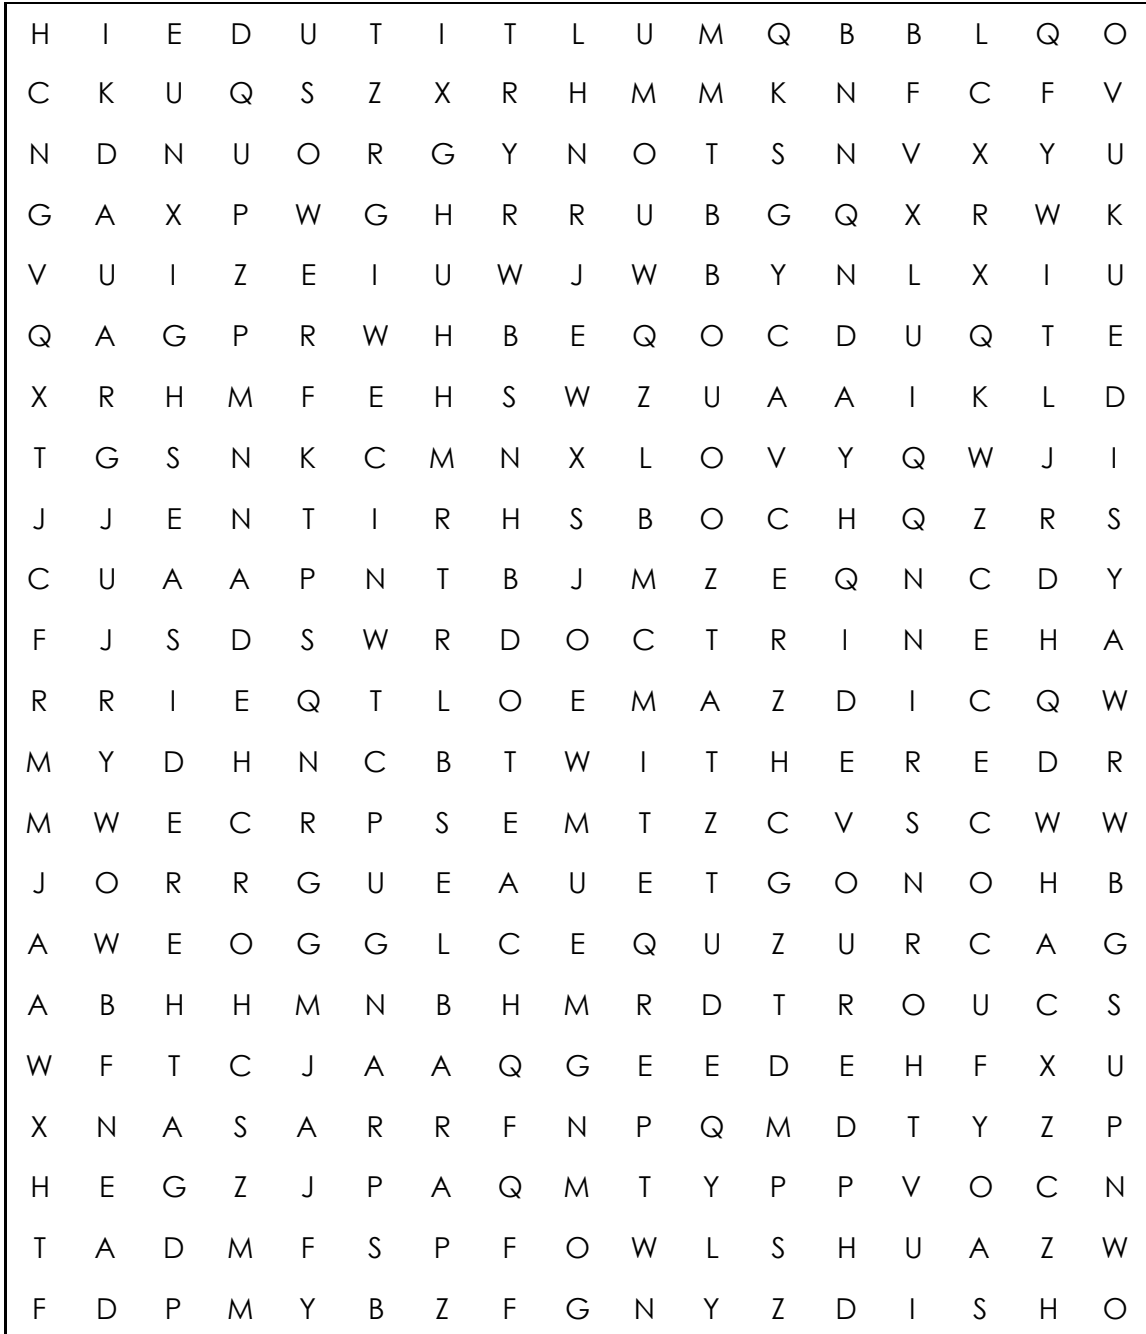 H I E D U T I T L U M Q B B L Q O
C K U Q S Z X R H M M K N F C F V
N D N U O R G Y N O T S N V X Y U
G A X P W G H R R U B G Q X R W K
V U I Z E I U W J W B Y N L X I U
Q A G P R W H B E Q O C D U Q T E
X R H M F E H S W Z U A A I K L D
T G S N K C M N X L O V Y Q W J I
J J E N T I R H S B O C H Q Z R S
C U A A P N T B J M Z E Q N C D Y
F J S D S W R D O C T R I N E H A
R R I E Q T L O E M A Z D I C Q W
M Y D H N C B T W I T H E R E D R
M W E C R P S E M T Z C V S C W W
J O R R G U E A U E T G O N O H B
A W E O G G L C E Q U Z U R C A G
A B H H M N B H M R D T R O U C S
W F T C J A A Q G E E D E H F X U
X N A S A R R F N P Q M D T Y Z P
H E G Z J P A Q M T Y P P V O C N
T A D M F S P F O W L S H U A Z W
F D P M Y B Z F G N Y Z D I S H O